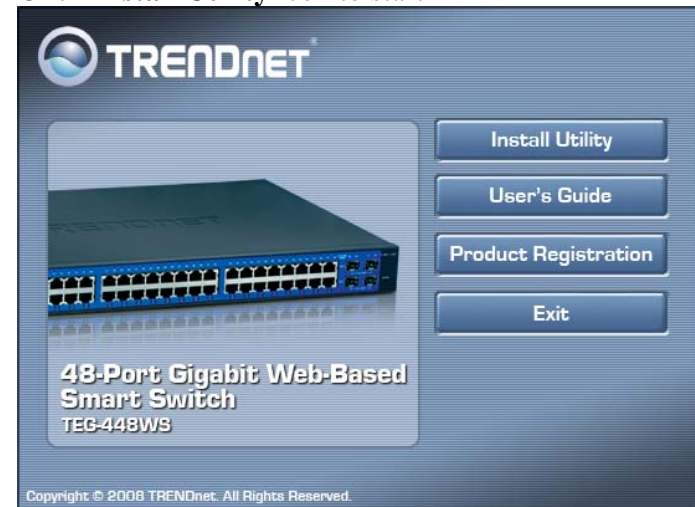 TRENDNET®
Install Utility
User's Guide
Product Registration
Exit
TRENDNET
48-Port Gigabit Web-Based
Smart Switch
TEG-448WS
Copyright © 2008 TRENDnet. All Rights Reserved.